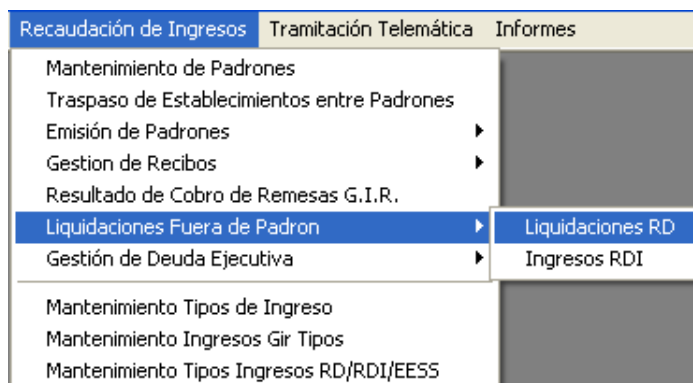 Recaudación de Ingresos Tramitación Telemática Informes
Mantenimiento de Padrones
Traspaso de Establecimientos entre Padrones
Emisión de Padrones
Gestion de Recibos
Resultado de Cobro de Remesas G.I.R.
Liquidaciones Fuera de Padron
Liquidaciones RD
Gestión de Deuda Ejecutiva
Ingresos RDI
Mantenimiento Tipos de Ingreso
Mantenimiento Ingresos Gir Tipos
Mantenimiento Tipos Ingresos RD/RDI/EESS